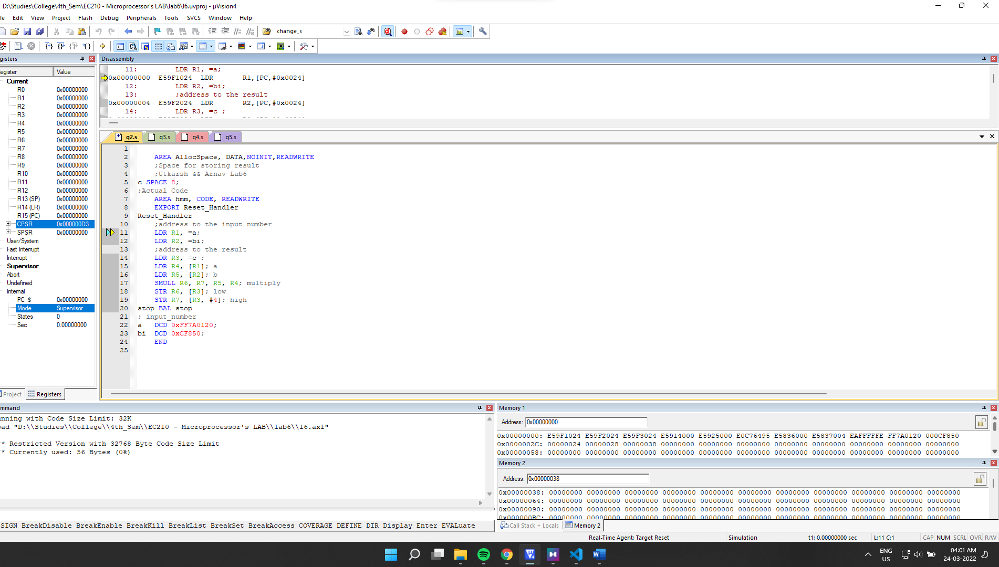 D:\Studies\College\4th_Sem\EC210 - Microprocessor's LAB\lab6\l6.uvproj - µVision4
le Edit View Project Flash Debug Peripherals Tools SVCS Window Help
change_s
gisters
egister Value
Current
R0 0x00000000
R1 0x00000000
R2 0x00000000
R3 0x00000000
R4 0x00000000
R5 0x00000000
R6 0x00000000
R7 0x00000000
R8 0x00000000
R9 0x00000000
R10 0x00000000
R11 0x00000000
R12 0x00000000
R13 (SP) 0x00000000
R14 (LR) 0x00000000
R15 (PC) 0x00000000
CPSR 0x000000D3
SPSR 0x00000000
User/System
Fast Interrupt
Interrupt
Supervisor
Abort
Undefined
Internal
PC $ 0x00000000
Mode Supervisor
States 0
Sec 0.00000000
Project Registers
Disassembly
11: LDR R1, =a;
0x00000000 E59F1024 LDR R1,[PC,#0x0024]
12: LDR R2, =bi;
13: ;address to the result
0x00000004 E59F2024 LDR R2,[PC,#0x0024]
14: LDR R3, =c ;
q2.s q3.s q4.s q5.s
1
2 AREA AllocSpace, DATA,NOINIT,READWRITE
3 ;Space for storing result
4 ;Utkarsh && Arnav Lab6
5 c SPACE 8;
6 ;Actual Code
7 AREA hmm, CODE, READWRITE
8 EXPORT Reset_Handler
9 Reset_Handler
10 ;address to the input number
11 LDR R1, =a;
12 LDR R2, =bi;
13 ;address to the result
14 LDR R3, =c ;
15 LDR R4, [R1]; a
16 LDR R5, [R2]; b
17 SMULL R6, R7, R5, R4; multiply
18 STR R6, [R3]; low
19 STR R7, [R3, #4]; high
20 stop BAL stop
21 ; input_number
22 a DCD 0xFF7A0120;
23 bi DCD 0xCF850;
24 END
25
mmand
unning with Code Size Limit: 32K
oad "D:\\Studies\\College\\4th_Sem\\EC210 - Microprocessor's LAB\\lab6\\l6.axf"
* Restricted Version with 32768 Byte Code Size Limit
* Currently used: 56 Bytes (0%)
SIGN BreakDisable BreakEnable BreakKill BreakList BreakSet BreakAccess COVERAGE DEFINE DIR Display Enter EVALuate
Memory 1
Address: 0x00000000
0x00000000: E59F1024 E59F2024 E59F3024 E5914000 E5925000 E0C76495 E5836000 E5837004 EAFFFFFE FF7A0120 000CF850
0x0000002C: 00000024 00000028 00000038 00000000 00000000 00000000 00000000 00000000 00000000 00000000 00000000
0x00000058: 00000000 00000000 00000000 00000000 00000000 00000000 00000000 00000000 00000000 00000000 00000000
Memory 2
Address: 0x00000038
0x00000038: 00000000 00000000 00000000 00000000 00000000 00000000 00000000 00000000 00000000 00000000 00000000
0x00000064: 00000000 00000000 00000000 00000000 00000000 00000000 00000000 00000000 00000000 00000000 00000000
0x00000090: 00000000 00000000 00000000 00000000 00000000 00000000 00000000 00000000 00000000 00000000 00000000
0x000000BC: 00000000 00000000 00000000 00000000 00000000 00000000 00000000 00000000 00000000 00000000 00000000
Call Stack + Locals Memory 2
Real-Time Agent: Target Reset Simulation t1: 0.00000000 sec L:11 C:1 CAP NUM SCRL OVR R/W
ENG
US
04:01 AM
24-03-2022